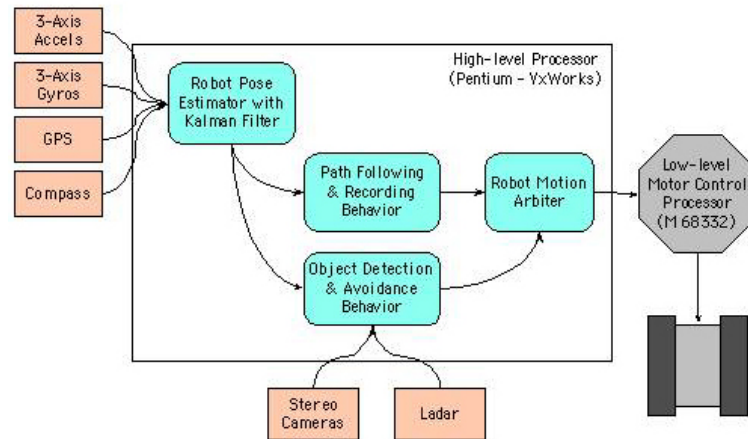 3-Axis
Accels
3-Axis
Gyros
GPS
Compass
High-level Processor
(Pentium - VxWorks)
Robot Pose
Estimator with
Kalman Filter
Path Following
& Recording
Behavior
Robot Motion
Arbiter
Object Detection
& Avoidance
Behavior
Low-level
Motor Control
Processor
(M 68332)
Stereo
Cameras
Ladar